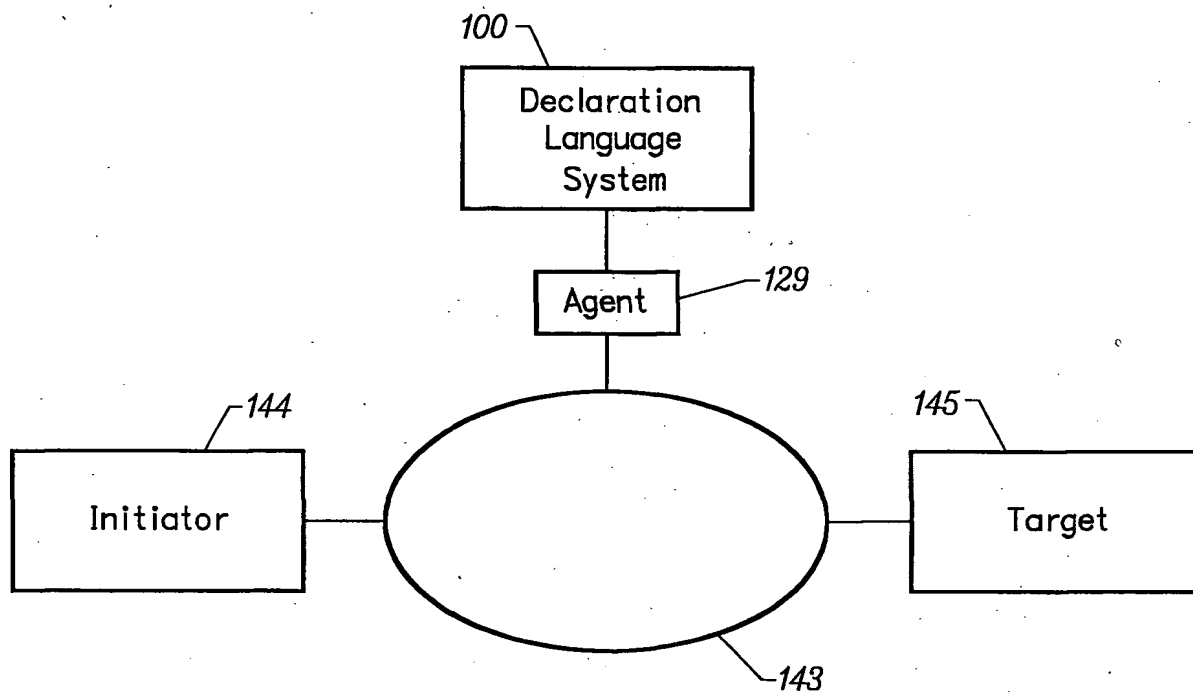 100
Declaration
Language
System
129
Agent
144
145
Initiator
Target
143